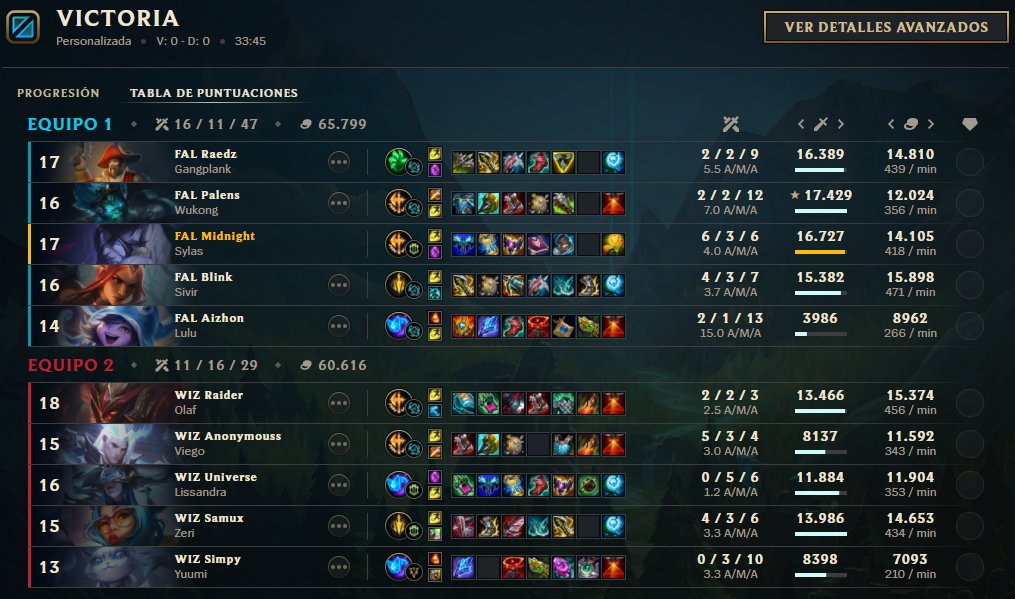 VICTORIA
Personalizada • V: 0 - D: 0 • 33:45
VER DETALLES AVANZADOS
PROGRESIÓN TABLA DE PUNTUACIONES
EQUIPO 1 • 16 / 11 / 47 • 65.799
17 FAL Raedz 2 / 2 / 9 16.389 14.810
Gangplank 5.5 A/M/A 439 / min
16 FAL Palens 2 / 2 / 12 17.429 12.024
Wukong 7.0 A/M/A 356 / min
17 FAL Midnight 6 / 3 / 6 16.727 14.105
Sylas 4.0 A/M/A 418 / min
16 FAL Blink 4 / 3 / 7 15.382 15.898
Sivir 3.7 A/M/A 471 / min
14 FAL Aizhon 2 / 1 / 13 3986 8962
Lulu 15.0 A/M/A 266 / min
EQUIPO 2 • 11 / 16 / 29 • 60.616
18 WIZ Raider 2 / 2 / 3 13.466 15.374
Olaf 2.5 A/M/A 456 / min
15 WIZ Anonymouss 5 / 3 / 4 8137 11.592
Viego 3.0 A/M/A 343 / min
16 WIZ Universe 0 / 5 / 6 11.884 11.904
Lissandra 1.2 A/M/A 353 / min
15 WIZ Samux 4 / 3 / 6 13.986 14.653
Zeri 3.3 A/M/A 434 / min
13 WIZ Simpy 0 / 3 / 10 8398 7093
Yuumi 3.3 A/M/A 210 / min